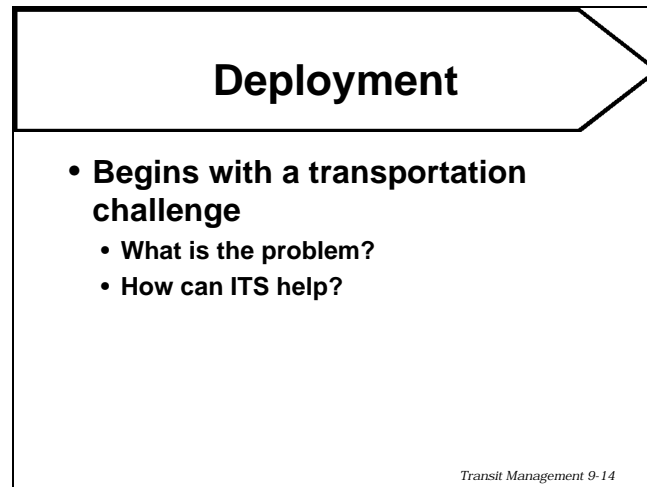 Deployment
• Begins with a transportation
challenge
• What is the problem?
• How can ITS help?
Transit Management 9-14